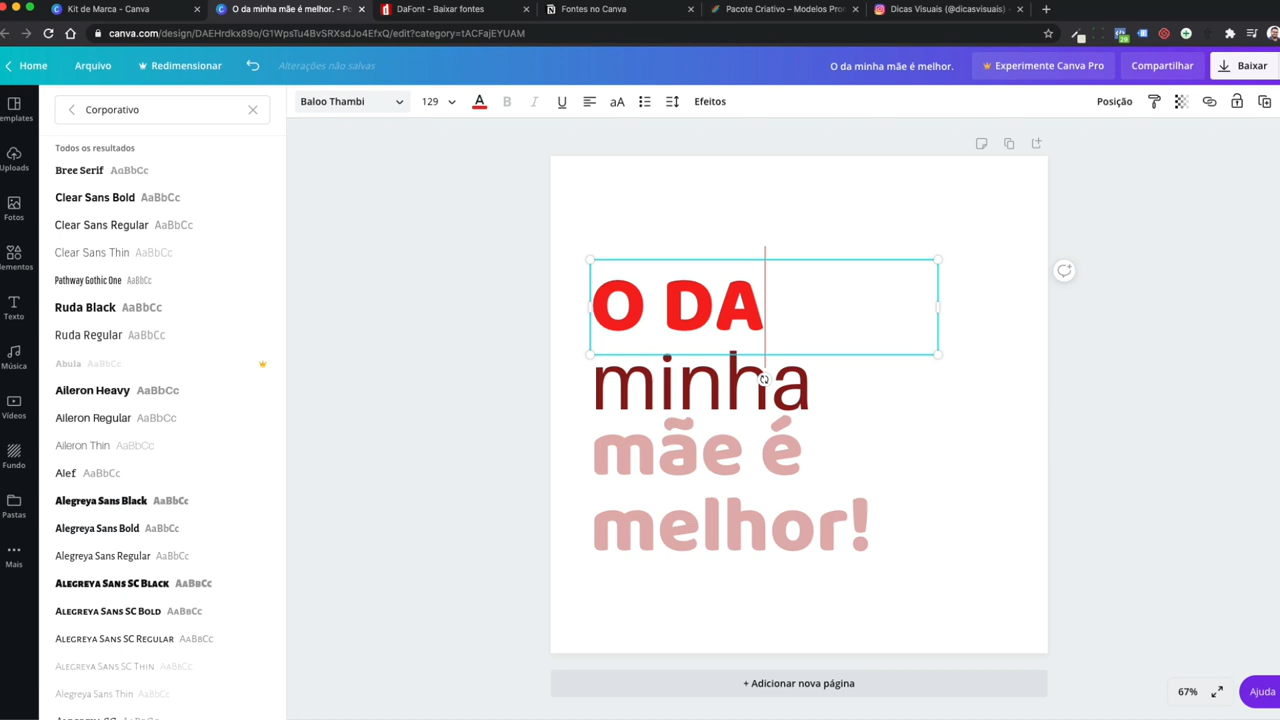 Kit de Marca - Canva
O da minha mãe é melhor. - Po
DaFont - Baixar fontes
Fontes no Canva
Pacote Criativo – Modelos Pron
Dicas Visuais (@dicasvisuais) •
canva.com/design/DAEHrdkx89o/G1WpsTu4BvSRXsdJo4EfxQ/edit?category=tACFajEYUAM
29
Home
Arquivo
Redimensionar
Alterações não salvas
O da minha mãe é melhor.
Experimente Canva Pro
Compartilhar
Baixar
Corporativo
Baloo Thambi
129
A
B
I
U
aA
Efeitos
Posição
emplates
Uploads
Fotos
lementos
Texto
Música
Vídeos
Fundo
Pastas
Mais
Todos os resultados
Bree Serif AaBbCc
Clear Sans Bold AaBbCc
Clear Sans Regular AaBbCc
Clear Sans Thin AaBbCc
Pathway Gothic One AaBbCc
Ruda Black AaBbCc
Ruda Regular AaBbCc
Abula AaBbCc
Aileron Heavy AaBbCc
Aileron Regular AaBbCc
Aileron Thin AaBbCc
Alef AaBbCc
Alegreya Sans Black AaBbCc
Alegreya Sans Bold AaBbCc
Alegreya Sans Regular AaBbCc
Alegreya Sans SC Black AaBbCc
Alegreya Sans SC Bold AaBbCc
Alegreya Sans SC Regular AaBbCc
Alegreya Sans SC Thin AaBbCc
Alegreya Sans Thin AaBbCc
O DA
minha
mãe é
melhor!
+ Adicionar nova página
67%
Ajuda